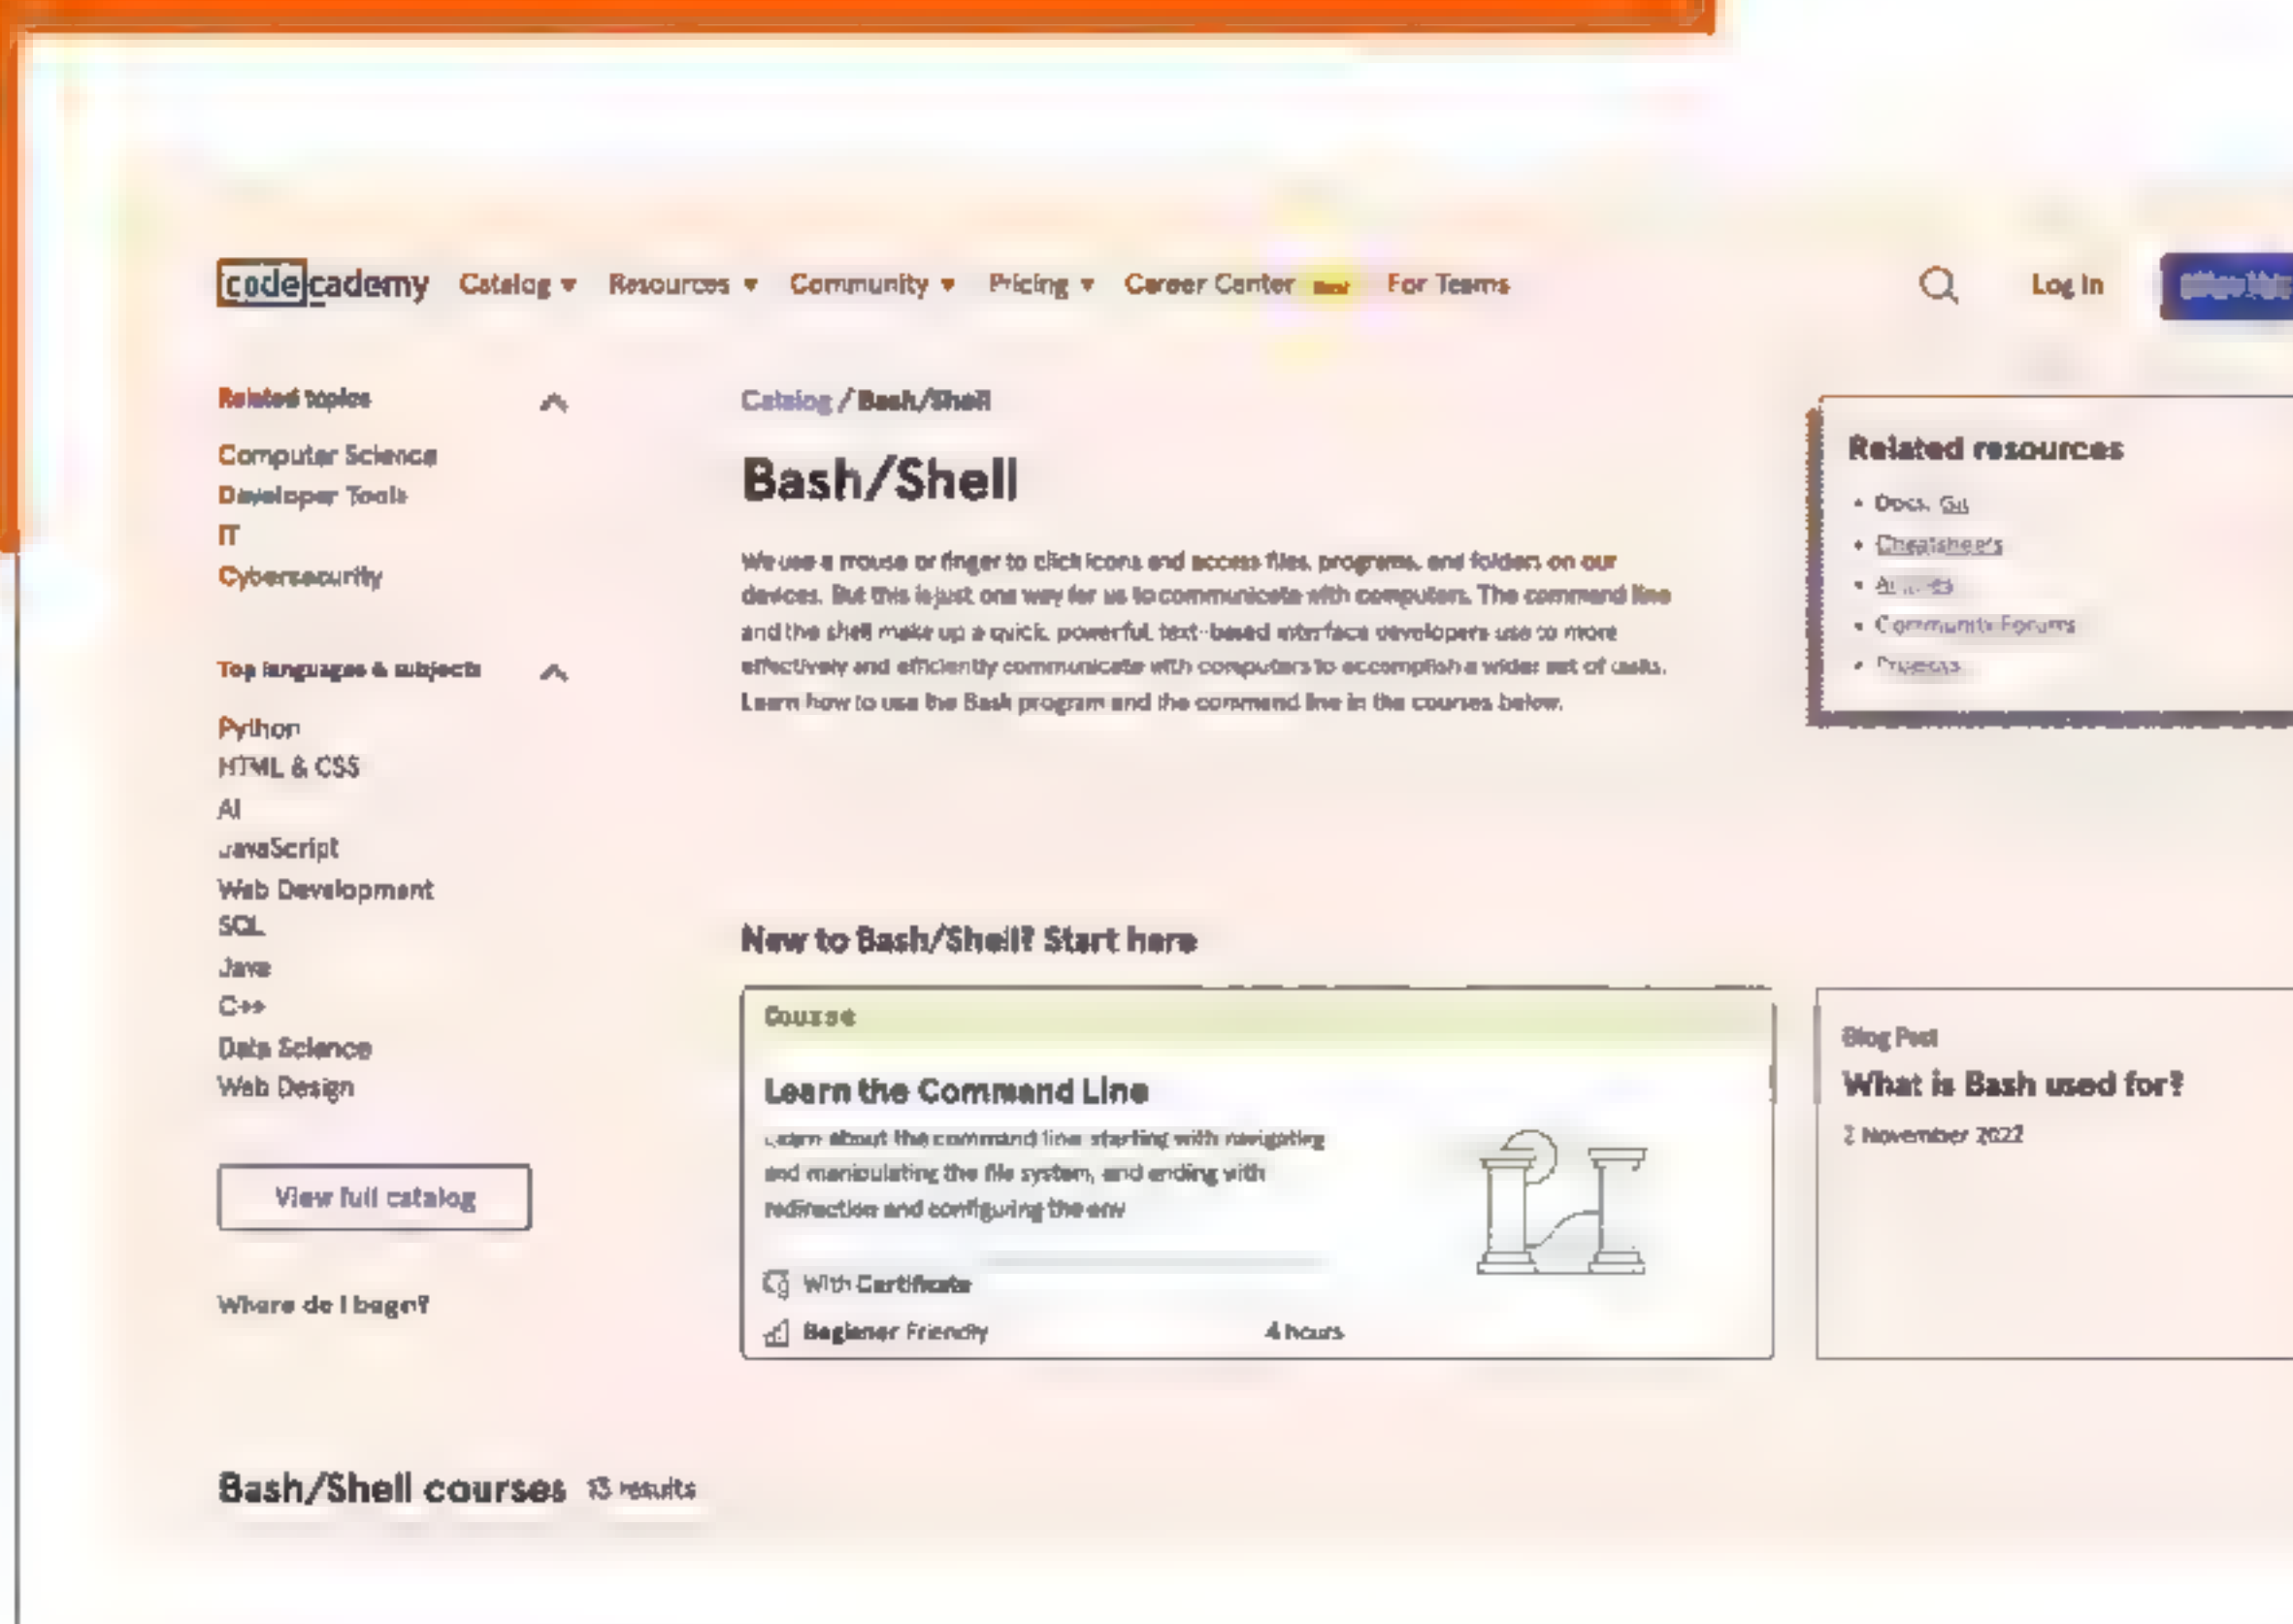 codecademy Catalog Resources Community Pricing Career Center New For Teams Log In
Related topics
Computer Science
Developer Tools
IT
Cybersecurity
Top languages & subjects
Python
HTML & CSS
AI
JavaScript
Web Development
SQL
Java
C++
Data Science
Web Design
View full catalog
Where do I begin?
Catalog / Bash/Shell
Bash/Shell
We use a mouse or finger to click icons and access files, programs, and folders on our
devices. But this is just one way for us to communicate with computers. The command line
and the shell make up a quick, powerful, text-based interface developers use to more
effectively and efficiently communicate with computers to accomplish a wider set of tasks.
Learn how to use the Bash program and the command line in the courses below.
Related resources
• Docs: Git
• Cheatsheets
• Community Forums
• Projects
New to Bash/Shell? Start here
Course
Learn the Command Line
Learn about the command line starting with navigating
and manipulating the file system, and ending with
redirection and configuring the env
With Certificate
Beginner Friendly 4 hours
Blog Post
What is Bash used for?
2 November 2022
Bash/Shell courses 13 results